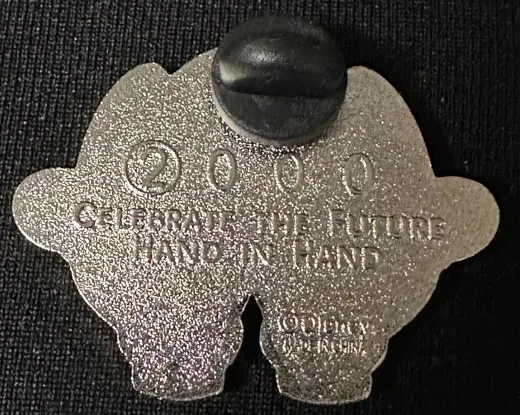 2000
CELEBRATE THE FUTURE
HAND IN HAND
©Disney